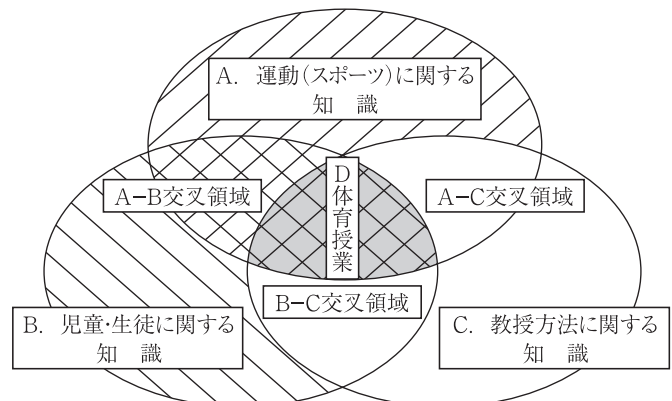 A. 運動(スポーツ)に関する
知 識
A-B交叉領域
D体育授業
A-C交叉領域
B-C交叉領域
B. 児童・生徒に関する
知 識
C. 教授方法に関する
知 識